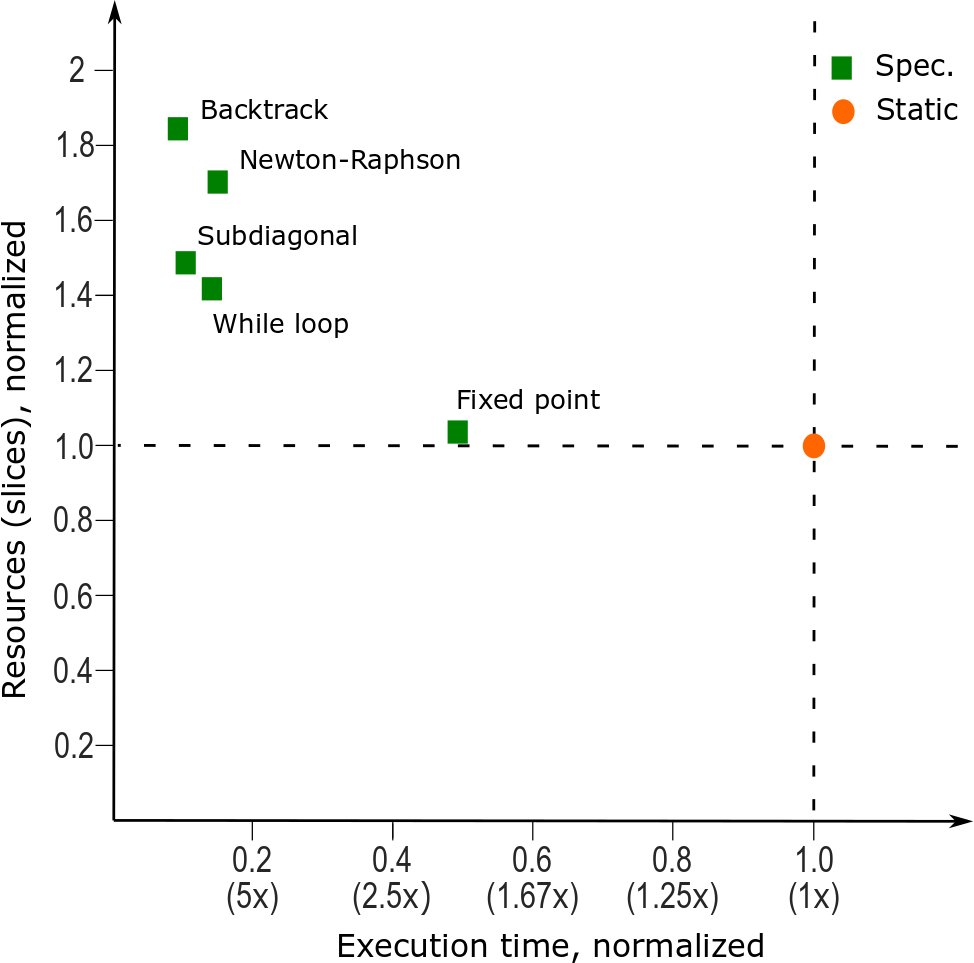 Spec.
Static
Backtrack
Newton-Raphson
Subdiagonal
While loop
Fixed point
Resources (slices), normalized
2
1.8
1.6
1.4
1.2
1.0
0.8
0.6
0.4
0.2
0.2 0.4 0.6 0.8 1.0
(5x) (2.5x) (1.67x) (1.25x) (1x)
Execution time, normalized